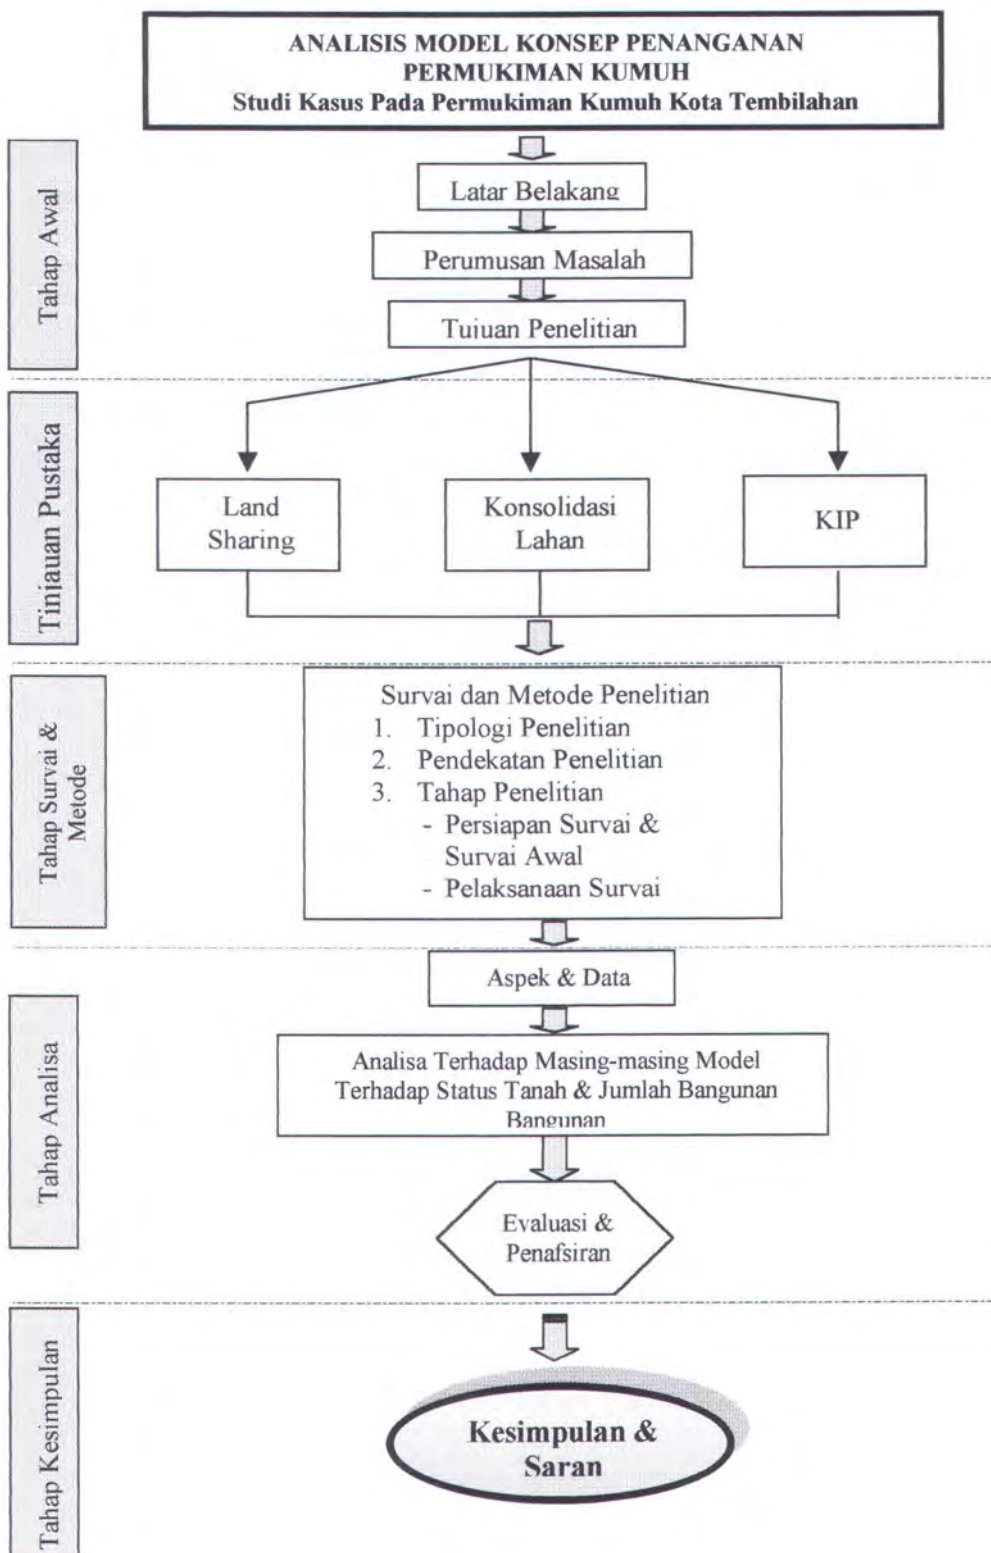 ANALISIS MODEL KONSEP PENANGANAN
PERMUKIMAN KUMUH
Studi Kasus Pada Permukiman Kumuh Kota Tembilahan
Tahap Awal
Latar Belakang
Perumusan Masalah
Tujuan Penelitian
Tinjauan Pustaka
Land
Sharing
Konsolidasi
Lahan
KIP
Tahap Survai &
Metode
Survai dan Metode Penelitian
1. Tipologi Penelitian
2. Pendekatan Penelitian
3. Tahap Penelitian
- Persiapan Survai &
Survai Awal
- Pelaksanaan Survai
Tahap Analisa
Aspek & Data
Analisa Terhadap Masing-masing Model
Terhadap Status Tanah & Jumlah Bangunan
Bangunan
Evaluasi &
Penafsiran
Tahap Kesimpulan
Kesimpulan &
Saran